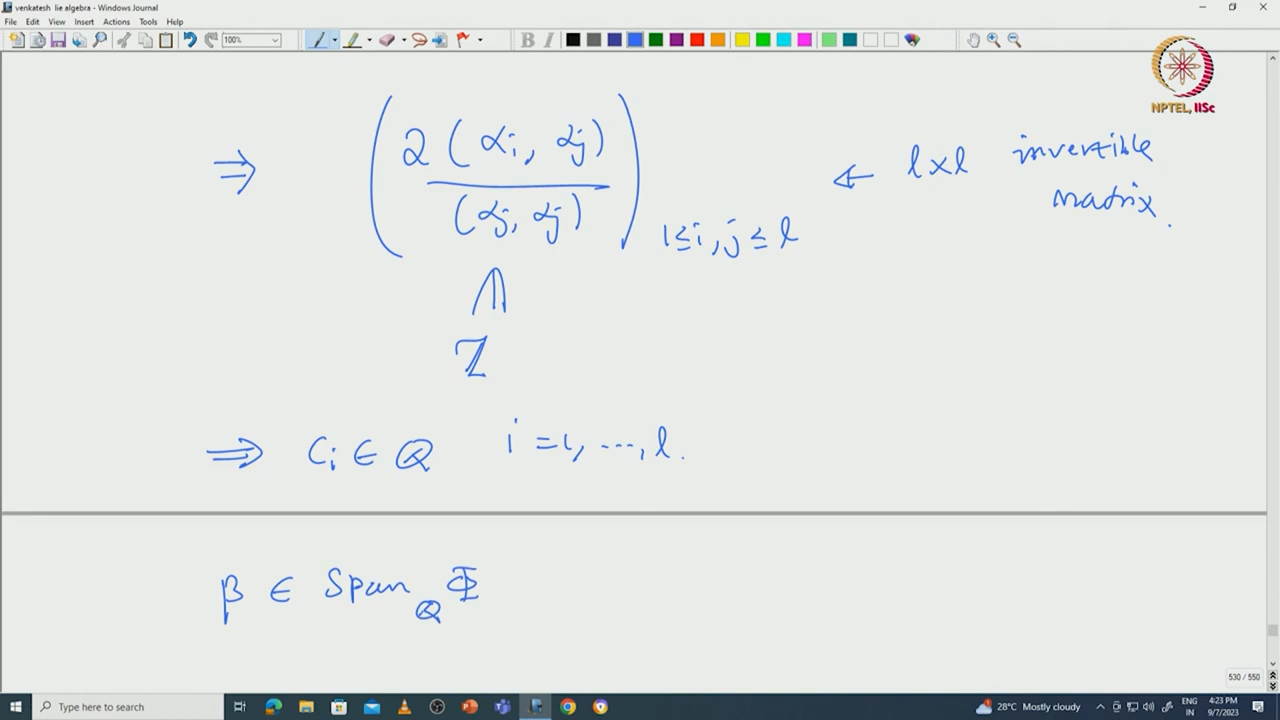 venkatesh lie algebra - Windows Journal
File Edit View Insert Actions Tools Help
100%
B I
NPTEL, IISc
⇒ ( 2 (αi, αj) / (αj, αj) ) 1≤i, j≤l ← l×l invertible matrix.
∈
ℤ
⇒ Ci ∈ ℚ i = 1, ..., l.
β ∈ Span ℚ Φ
530 / 550
Type here to search
28°C Mostly cloudy
ENG
IN
4:23 PM
9/7/2023